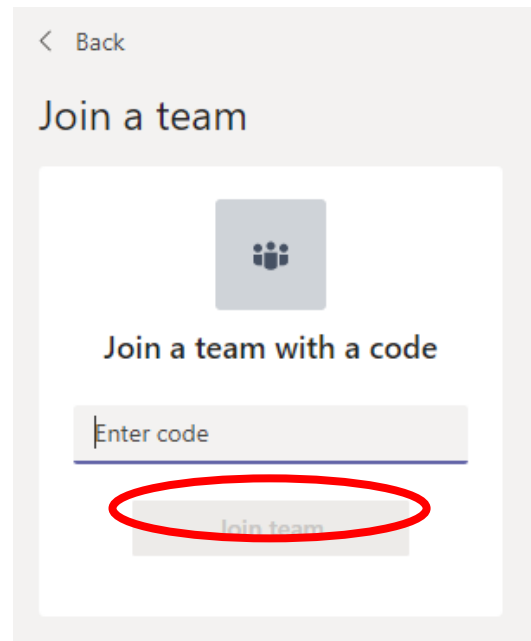 Back
Join a team
Join a team with a code
Enter code
Join team